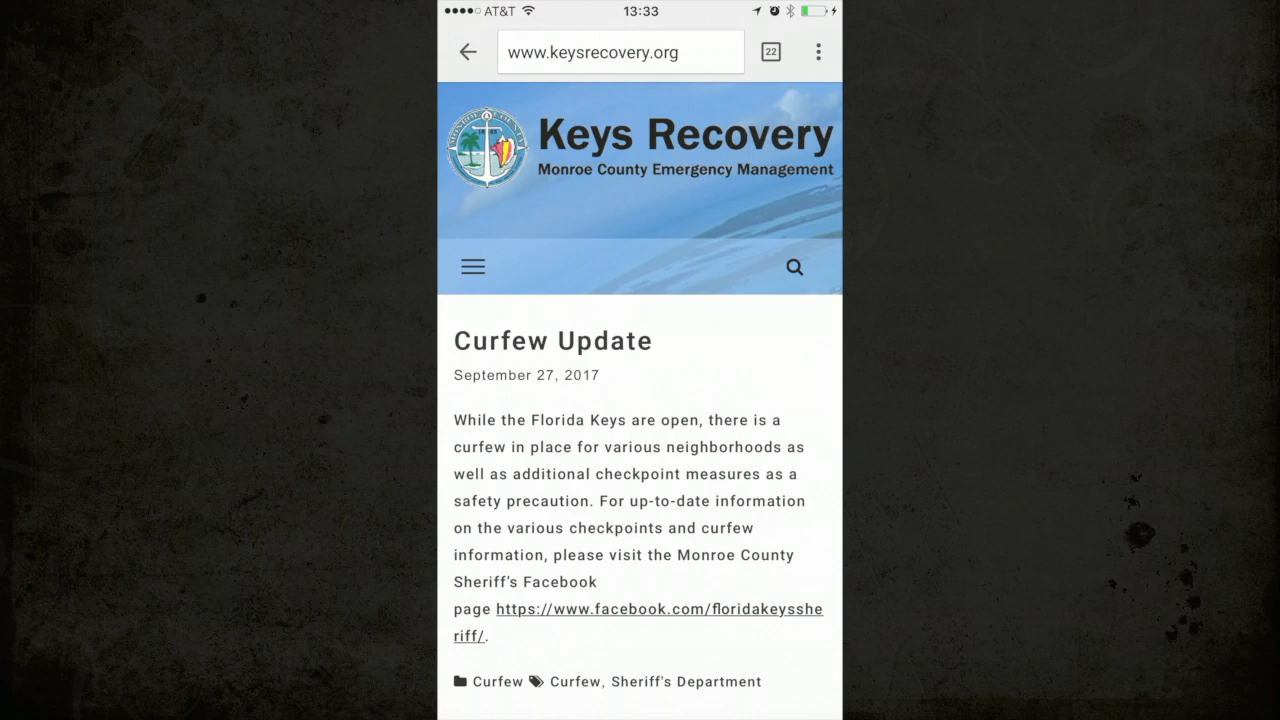 AT&T 13:33
www.keysrecovery.org 22
MONROE COUNTY
Keys Recovery
Monroe County Emergency Management
Curfew Update
September 27, 2017
While the Florida Keys are open, there is a
curfew in place for various neighborhoods as
well as additional checkpoint measures as a
safety precaution. For up-to-date information
on the various checkpoints and curfew
information, please visit the Monroe County
Sheriff's Facebook
page https://www.facebook.com/floridakeysshe
riff/.
Curfew Curfew, Sheriff's Department